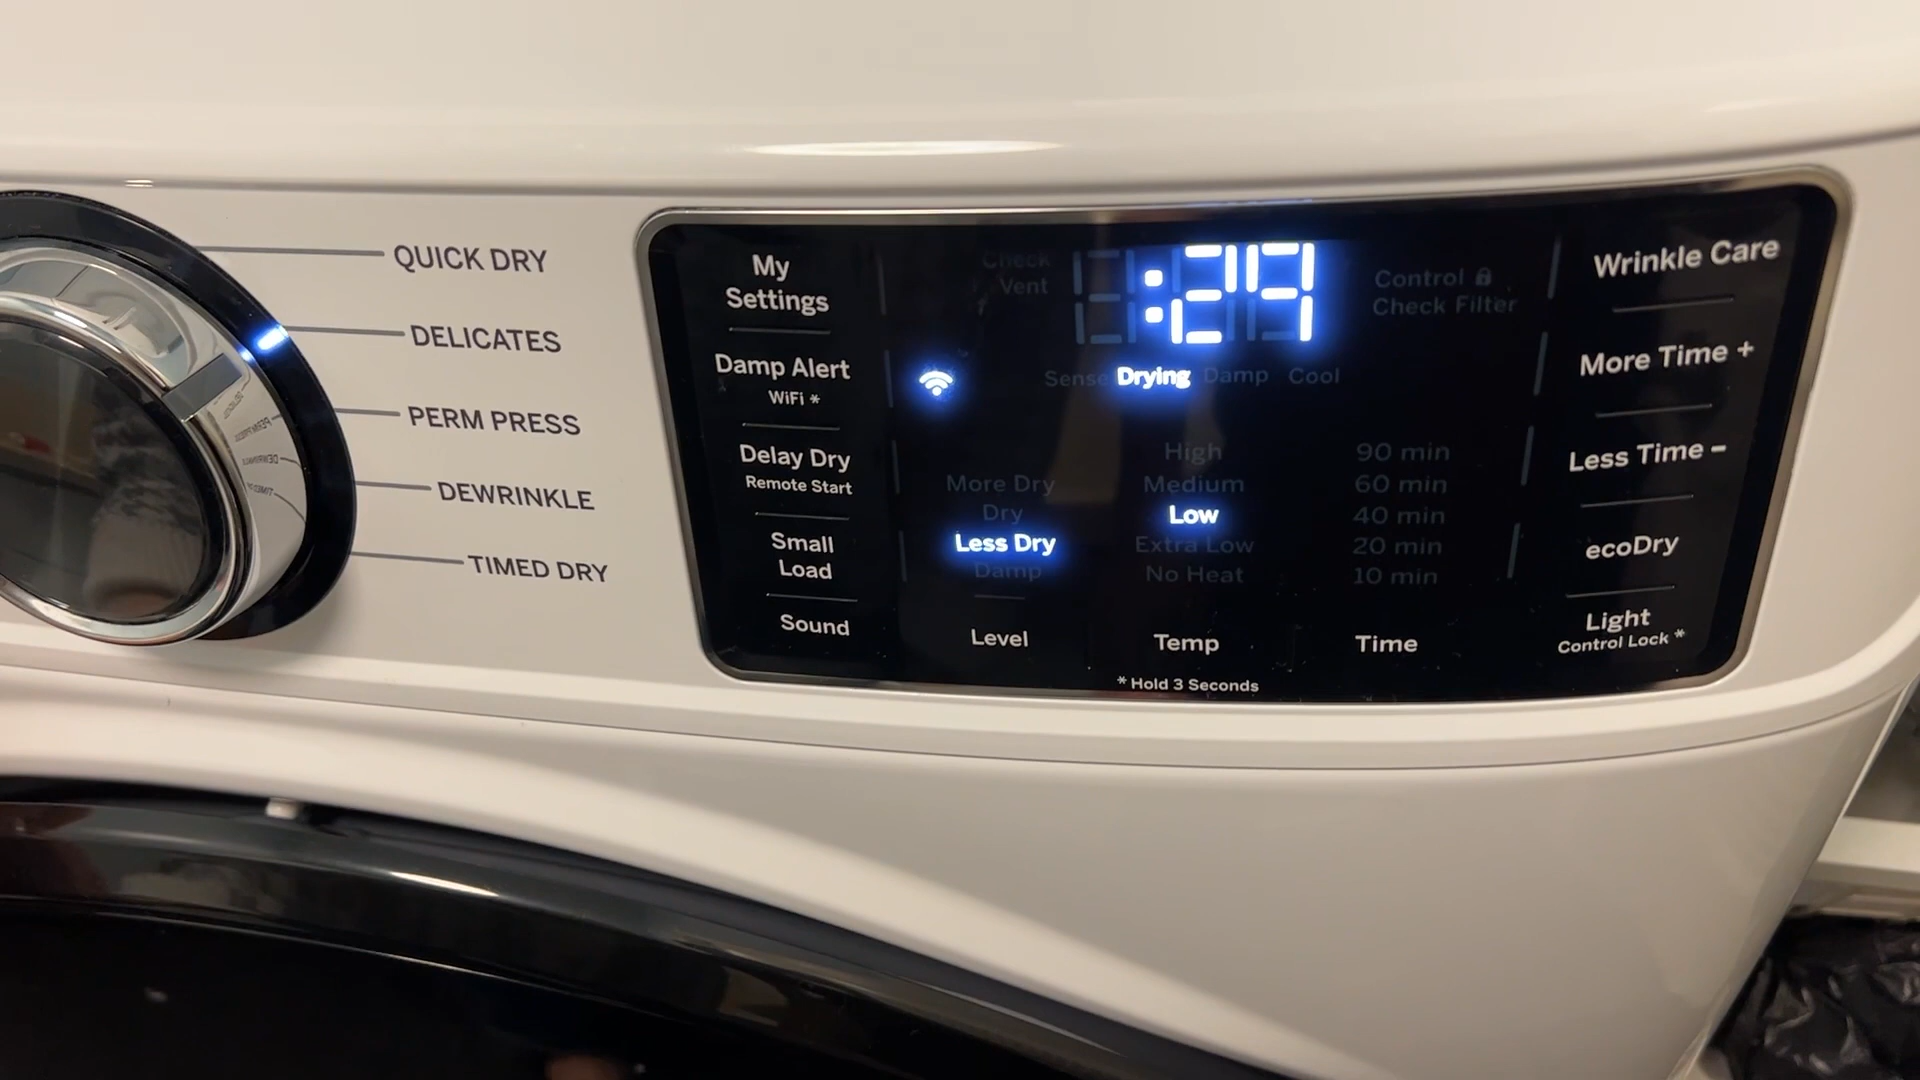 QUICK DRY
DELICATES
PERM PRESS
DEWRINKLE
TIMED DRY
My
Settings
Damp Alert
WiFi *
Delay Dry
Remote Start
Small
Load
Sound
Check
Vent
:29
Control
Check Filter
Sense Drying Damp Cool
More Dry
Dry
Less Dry
Damp
Level
High
Medium
Low
Extra Low
No Heat
Temp
90 min
60 min
40 min
20 min
10 min
Time
* Hold 3 Seconds
Wrinkle Care
More Time +
Less Time -
ecoDry
Light
Control Lock *